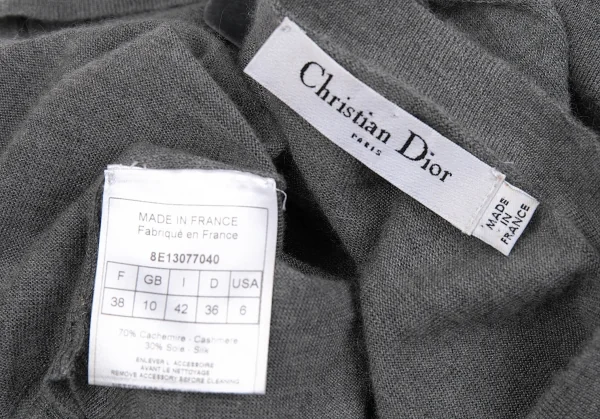 Christian Dior
PARIS
MADE
IN
FRANCE
MADE IN FRANCE
Fabriqué en France
8E13077040
F GB I D USA
38 10 42 36 6
70% Cachemire - Cashmere
30% Soie - Silk
ENLEVER L ACCESSOIRE
AVANT LE NETTOYAGE
REMOVE ACCESSORY BEFORE CLEANING